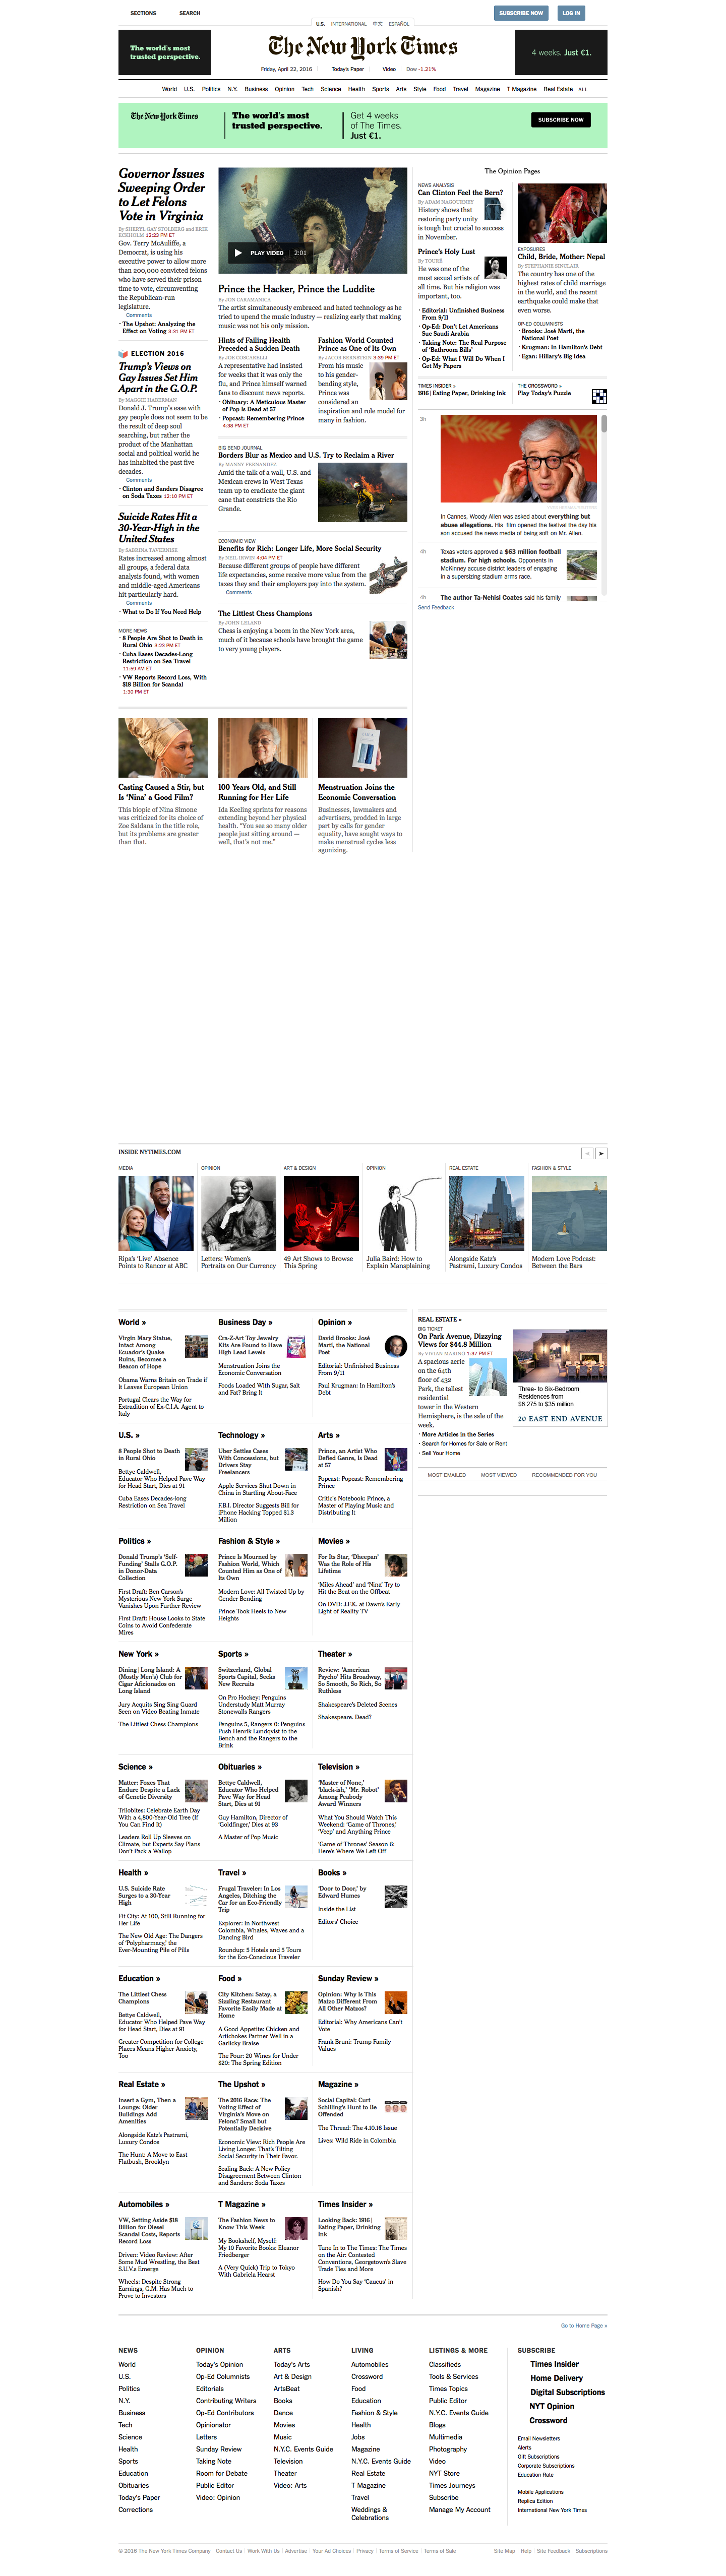 SECTIONS
SEARCH
SUBSCRIBE NOW
LOG IN
U.S.
INTERNATIONAL
中文
ESPAÑOL
The world's most
trusted perspective.
The New York Times
4 weeks. Just €1.
Friday, April 22, 2016
Today's Paper
Video
Dow -1.21%
World U.S. Politics N.Y. Business Opinion Tech Science Health Sports Arts Style Food Travel Magazine T Magazine Real Estate ALL
The New York Times
The world's most
trusted perspective.
Get 4 weeks
of The Times.
Just €1.
SUBSCRIBE NOW
Governor Issues
Sweeping Order
to Let Felons
Vote in Virginia
By SHERYL GAY STOLBERG and ERIK
ECKHOLM 12:23 PM ET
Gov. Terry McAuliffe, a
Democrat, is using his
executive power to allow more
than 200,000 convicted felons
who have served their prison
time to vote, circumventing
the Republican-run
legislature.
Comments
The Upshot: Analyzing the
Effect on Voting 3:31 PM ET
ELECTION 2016
Trump's Views on
Gay Issues Set Him
Apart in the G.O.P.
By MAGGIE HABERMAN
Donald J. Trump's ease with
gay people does not seem to be
the result of deep soul
searching, but rather the
product of the Manhattan
social and political world he
has inhabited the past five
decades.
Comments
Clinton and Sanders Disagree
on Soda Taxes 12:10 PM ET
Suicide Rates Hit a
30-Year-High in the
United States
By SABRINA TAVERNISE
Rates increased among almost
all groups, a federal data
analysis found, with women
and middle-aged Americans
hit particularly hard.
Comments
What to Do If You Need Help
MORE NEWS
8 People Are Shot to Death in
Rural Ohio 3:23 PM ET
Cuba Eases Decades-Long
Restriction on Sea Travel
11:59 AM ET
VW Reports Record Loss, With
$18 Billion for Scandal
1:30 PM ET
PLAY VIDEO 2:01
Prince the Hacker, Prince the Luddite
By JON CARAMANICA
The artist simultaneously embraced and hated technology as he
tried to upend the music industry — realizing early that making
music was not his only mission.
Hints of Failing Health
Preceded a Sudden Death
By JOE COSCARELLI
A representative had insisted
for weeks that it was only the
flu, and Prince himself warned
fans to discount news reports.
Obituary: A Meticulous Master
of Pop Is Dead at 57
Popcast: Remembering Prince
4:38 PM ET
Fashion World Counted
Prince as One of Its Own
By JACOB BERNSTEIN 3:39 PM ET
From his music
to his gender-
bending style,
Prince was
considered an
inspiration and role model for
many in fashion.
BIG BEND JOURNAL
Borders Blur as Mexico and U.S. Try to Reclaim a River
By MANNY FERNANDEZ
Amid the talk of a wall, U.S. and
Mexican crews in West Texas
team up to eradicate the giant
cane that constricts the Rio
Grande.
ECONOMIC VIEW
Benefits for Rich: Longer Life, More Social Security
By NEIL IRWIN 4:04 PM ET
Because different groups of people have different
life expectancies, some receive more value from the
taxes they and their employers pay into the system.
Comments
The Littlest Chess Champions
By JOHN LELAND
Chess is enjoying a boom in the New York area,
much of it because schools have brought the game
to very young players.
The Opinion Pages
NEWS ANALYSIS
Can Clinton Feel the Bern?
By ADAM NAGOURNEY
History shows that
restoring party unity
is tough but crucial to success
in November.
Prince's Holy Lust
By TOURÉ
He was one of the
most sexual artists of
all time. But his religion was
important, too.
Editorial: Unfinished Business
From 9/11
Op-Ed: Don't Let Americans
Sue Saudi Arabia
Taking Note: The Real Purpose
of 'Bathroom Bills'
Op-Ed: What I Will Do When I
Get My Papers
EXPOSURES
Child, Bride, Mother: Nepal
By STEPHANIE SINCLAIR
The country has one of the
highest rates of child marriage
in the world, and the recent
earthquake could make that
even worse.
OP-ED COLUMNISTS
Brooks: José Martí, the
National Poet
Krugman: In Hamilton's Debt
Egan: Hillary's Big Idea
TIMES INSIDER »
1916 | Eating Paper, Drinking Ink
THE CROSSWORD »
Play Today's Puzzle
3h
In Cannes, Woody Allen was asked about everything but
abuse allegations. His film opened the festival the day his
son accused the news media of being soft on Mr. Allen.
4h
Texas voters approved a $63 million football
stadium. For high schools. Opponents in
McKinney accuse district leaders of engaging
in a supersizing stadium arms race.
4h
The author Ta-Nehisi Coates said his family
Send Feedback
Casting Caused a Stir, but
Is 'Nina' a Good Film?
This biopic of Nina Simone
was criticized for its choice of
Zoe Saldana in the title role,
but its problems are greater
than that.
100 Years Old, and Still
Running for Her Life
Ida Keeling sprints for reasons
extending beyond her physical
health. "You see so many older
people just sitting around —
well, that's not me."
Menstruation Joins the
Economic Conversation
Businesses, lawmakers and
advertisers, prodded in large
part by calls for gender
equality, have sought ways to
make menstrual cycles less
agonizing.
INSIDE NYTIMES.COM
MEDIA
Ripa's 'Live' Absence
Points to Rancor at ABC
OPINION
Letters: Women's
Portraits on Our Currency
ART & DESIGN
49 Art Shows to Browse
This Spring
OPINION
Julia Baird: How to
Explain Mansplaining
REAL ESTATE
Alongside Katz's
Pastrami, Luxury Condos
FASHION & STYLE
Modern Love Podcast:
Between the Bars
World »
Virgin Mary Statue,
Intact Among
Ecuador's Quake
Ruins, Becomes a
Beacon of Hope
Obama Warns Britain on Trade if
It Leaves European Union
Portugal Clears the Way for
Extradition of Ex-C.I.A. Agent to
Italy
Business Day »
Cra-Z-Art Toy Jewelry
Kits Are Found to Have
High Lead Levels
Menstruation Joins the
Economic Conversation
Foods Loaded With Sugar, Salt
and Fat? Bring It
Opinion »
David Brooks: José
Martí, the National
Poet
Editorial: Unfinished Business
From 9/11
Paul Krugman: In Hamilton's
Debt
REAL ESTATE »
BIG TICKET
On Park Avenue, Dizzying
Views for $44.8 Million
By VIVIAN MARINO 1:37 PM ET
A spacious aerie
on the 64th
floor of 432
Park, the tallest
residential
tower in the Western
Hemisphere, is the sale of the
week.
More Articles in the Series
Search for Homes for Sale or Rent
Sell Your Home
Three- to Six-Bedroom
Residences from
$6.275 to $35 million
20 EAST END AVENUE
MOST EMAILED
MOST VIEWED
RECOMMENDED FOR YOU
U.S. »
8 People Shot to Death
in Rural Ohio
Bettye Caldwell,
Educator Who Helped Pave Way
for Head Start, Dies at 91
Cuba Eases Decades-long
Restriction on Sea Travel
Technology »
Uber Settles Cases
With Concessions, but
Drivers Stay
Freelancers
Apple Services Shut Down in
China in Startling About-Face
F.B.I. Director Suggests Bill for
iPhone Hacking Topped $1.3
Million
Arts »
Prince, an Artist Who
Defied Genre, Is Dead
at 57
Popcast: Popcast: Remembering
Prince
Critic's Notebook: Prince, a
Master of Playing Music and
Distributing It
Politics »
Donald Trump's 'Self-
Funding' Stalls G.O.P.
in Donor-Data
Collection
First Draft: Ben Carson's
Mysterious New York Surge
Vanishes Upon Further Review
First Draft: House Looks to State
Coins to Avoid Confederate
Mires
Fashion & Style »
Prince Is Mourned by
Fashion World, Which
Counted Him as One of
Its Own
Modern Love: All Twisted Up by
Gender Bending
Prince Took Heels to New
Heights
Movies »
For Its Star, 'Dheepan'
Was the Role of His
Lifetime
'Miles Ahead' and 'Nina' Try to
Hit the Beat on the Offbeat
On DVD: J.F.K. at Dawn's Early
Light of Reality TV
New York »
Dining | Long Island: A
(Mostly Men's) Club for
Cigar Aficionados on
Long Island
Jury Acquits Sing Sing Guard
Seen on Video Beating Inmate
The Littlest Chess Champions
Sports »
Switzerland, Global
Sports Capital, Seeks
New Recruits
On Pro Hockey: Penguins
Understudy Matt Murray
Stonewalls Rangers
Penguins 5, Rangers 0: Penguins
Push Henrik Lundqvist to the
Bench and the Rangers to the
Brink
Theater »
Review: 'American
Psycho' Hits Broadway,
So Smooth, So Rich, So
Ruthless
Shakespeare's Deleted Scenes
Shakespeare. Dead?
Science »
Matter: Foxes That
Endure Despite a Lack
of Genetic Diversity
Trilobites: Celebrate Earth Day
With a 4,800-Year-Old Tree (If
You Can Find It)
Leaders Roll Up Sleeves on
Climate, but Experts Say Plans
Don't Pack a Wallop
Obituaries »
Bettye Caldwell,
Educator Who Helped
Pave Way for Head
Start, Dies at 91
Guy Hamilton, Director of
'Goldfinger,' Dies at 93
A Master of Pop Music
Television »
'Master of None,'
'black-ish,' 'Mr. Robot'
Among Peabody
Award Winners
What You Should Watch This
Weekend: 'Game of Thrones,'
'Veep' and Anything Prince
'Game of Thrones' Season 6:
Here's Where We Left Off
Health »
U.S. Suicide Rate
Surges to a 30-Year
High
Fit City: At 100, Still Running for
Her Life
The New Old Age: The Dangers
of 'Polypharmacy,' the
Ever-Mounting Pile of Pills
Travel »
Frugal Traveler: In Los
Angeles, Ditching the
Car for an Eco-Friendly
Trip
Explorer: In Northwest
Colombia, Whales, Waves and a
Dancing Bird
Roundup: 5 Hotels and 5 Tours
for the Eco-Conscious Traveler
Books »
'Door to Door,' by
Edward Humes
Inside the List
Editors' Choice
Education »
The Littlest Chess
Champions
Bettye Caldwell,
Educator Who Helped Pave Way
for Head Start, Dies at 91
Greater Competition for College
Places Means Higher Anxiety,
Too
Food »
City Kitchen: Satay, a
Sizzling Restaurant
Favorite Easily Made at
Home
A Good Appetite: Chicken and
Artichokes Partner Well in a
Garlicky Braise
The Pour: 20 Wines for Under
$20: The Spring Edition
Sunday Review »
Opinion: Why Is This
Matzo Different From
All Other Matzos?
Editorial: Why Americans Can't
Vote
Frank Bruni: Trump Family
Values
Real Estate »
Insert a Gym, Then a
Lounge: Older
Buildings Add
Amenities
Alongside Katz's Pastrami,
Luxury Condos
The Hunt: A Move to East
Flatbush, Brooklyn
The Upshot »
The 2016 Race: The
Voting Effect of
Virginia's Move on
Felons? Small but
Potentially Decisive
Economic View: Rich People Are
Living Longer. That's Tilting
Social Security in Their Favor.
Scaling Back: A New Policy
Disagreement Between Clinton
and Sanders: Soda Taxes
Magazine »
Social Capital: Curt
Schilling's Hunt to Be
Offended
The Thread: The 4.10.16 Issue
Lives: Wild Ride in Colombia
Automobiles »
VW, Setting Aside $18
Billion for Diesel
Scandal Costs, Reports
Record Loss
Driven: Video Review: After
Some Mud Wrestling, the Best
S.U.V.s Emerge
Wheels: Despite Strong
Earnings, G.M. Has Much to
Prove to Investors
T Magazine »
The Fashion News to
Know This Week
My Bookshelf, Myself:
My 10 Favorite Books: Eleanor
Friedberger
A (Very Quick) Trip to Tokyo
With Gabriela Hearst
Times Insider »
Looking Back: 1916 |
Eating Paper, Drinking
Ink
Tune In to The Times: The Times
on the Air: Contested
Conventions, Georgetown's Slave
Trade Ties and More
How Do You Say 'Caucus' in
Spanish?
Go to Home Page »
NEWS
World
U.S.
Politics
N.Y.
Business
Tech
Science
Health
Sports
Education
Obituaries
Today's Paper
Corrections
OPINION
Today's Opinion
Op-Ed Columnists
Editorials
Contributing Writers
Op-Ed Contributors
Opinionator
Letters
Sunday Review
Taking Note
Room for Debate
Public Editor
Video: Opinion
ARTS
Today's Arts
Art & Design
ArtsBeat
Books
Dance
Movies
Music
N.Y.C. Events Guide
Television
Theater
Video: Arts
LIVING
Automobiles
Crossword
Food
Education
Fashion & Style
Health
Jobs
Magazine
N.Y.C. Events Guide
Real Estate
T Magazine
Travel
Weddings &
Celebrations
LISTINGS & MORE
Classifieds
Tools & Services
Times Topics
Public Editor
N.Y.C. Events Guide
Blogs
Multimedia
Photography
Video
NYT Store
Times Journeys
Subscribe
Manage My Account
SUBSCRIBE
Times Insider
Home Delivery
Digital Subscriptions
NYT Opinion
Crossword
Email Newsletters
Alerts
Gift Subscriptions
Corporate Subscriptions
Education Rate
Mobile Applications
Replica Edition
International New York Times
© 2016 The New York Times Company Contact Us Work With Us Advertise Your Ad Choices Privacy Terms of Service Terms of Sale
Site Map Help Site Feedback Subscriptions